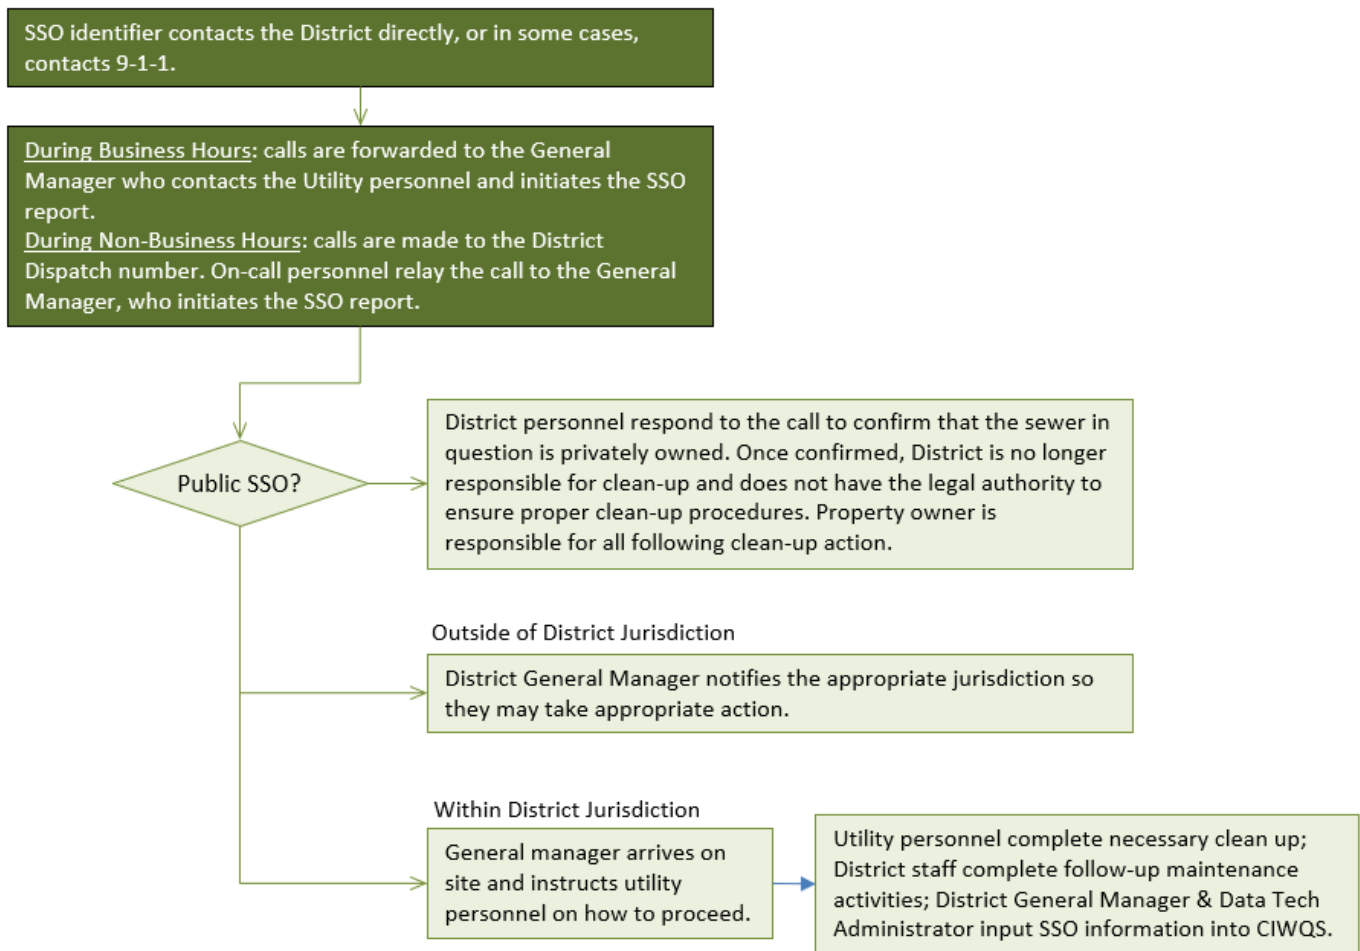 SSO identifier contacts the District directly, or in some cases,
contacts 9-1-1.
During Business Hours: calls are forwarded to the General
Manager who contacts the Utility personnel and initiates the SSO
report.
During Non-Business Hours: calls are made to the District
Dispatch number. On-call personnel relay the call to the General
Manager, who initiates the SSO report.
Public SSO?
District personnel respond to the call to confirm that the sewer in
question is privately owned. Once confirmed, District is no longer
responsible for clean-up and does not have the legal authority to
ensure proper clean-up procedures. Property owner is
responsible for all following clean-up action.
Outside of District Jurisdiction
District General Manager notifies the appropriate jurisdiction so
they may take appropriate action.
Within District Jurisdiction
General manager arrives on
site and instructs utility
personnel on how to proceed.
Utility personnel complete necessary clean up;
District staff complete follow-up maintenance
activities; District General Manager & Data Tech
Administrator input SSO information into CIWQS.